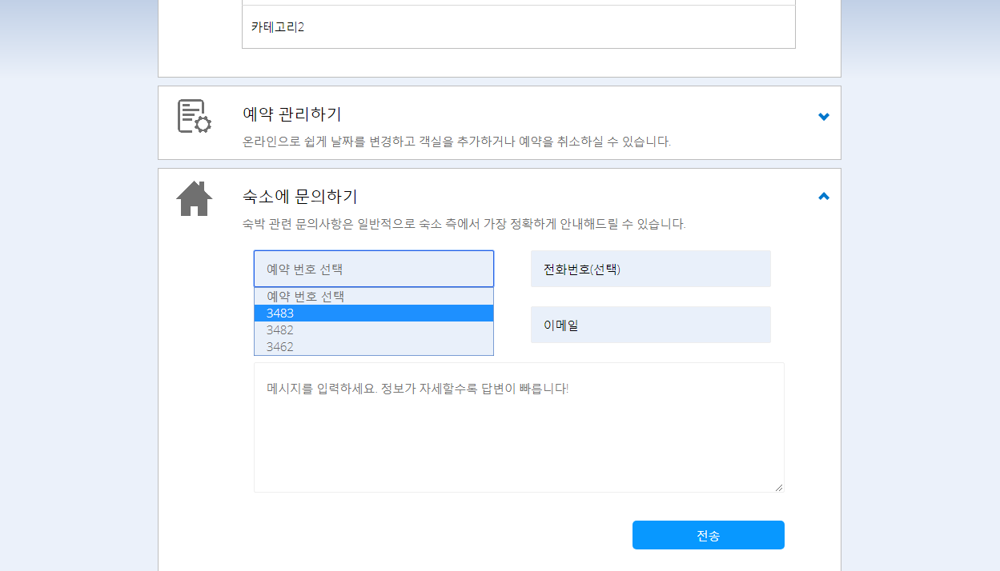 카테고리2
예약 관리하기
온라인으로 쉽게 날짜를 변경하고 객실을 추가하거나 예약을 취소하실 수 있습니다.
숙소에 문의하기
숙박 관련 문의사항은 일반적으로 숙소 측에서 가장 정확하게 안내해드릴 수 있습니다.
예약 번호 선택
전화번호(선택)
예약 번호 선택
3483
3482
3462
이메일
메시지를 입력하세요. 정보가 자세할수록 답변이 빠릅니다!
전송